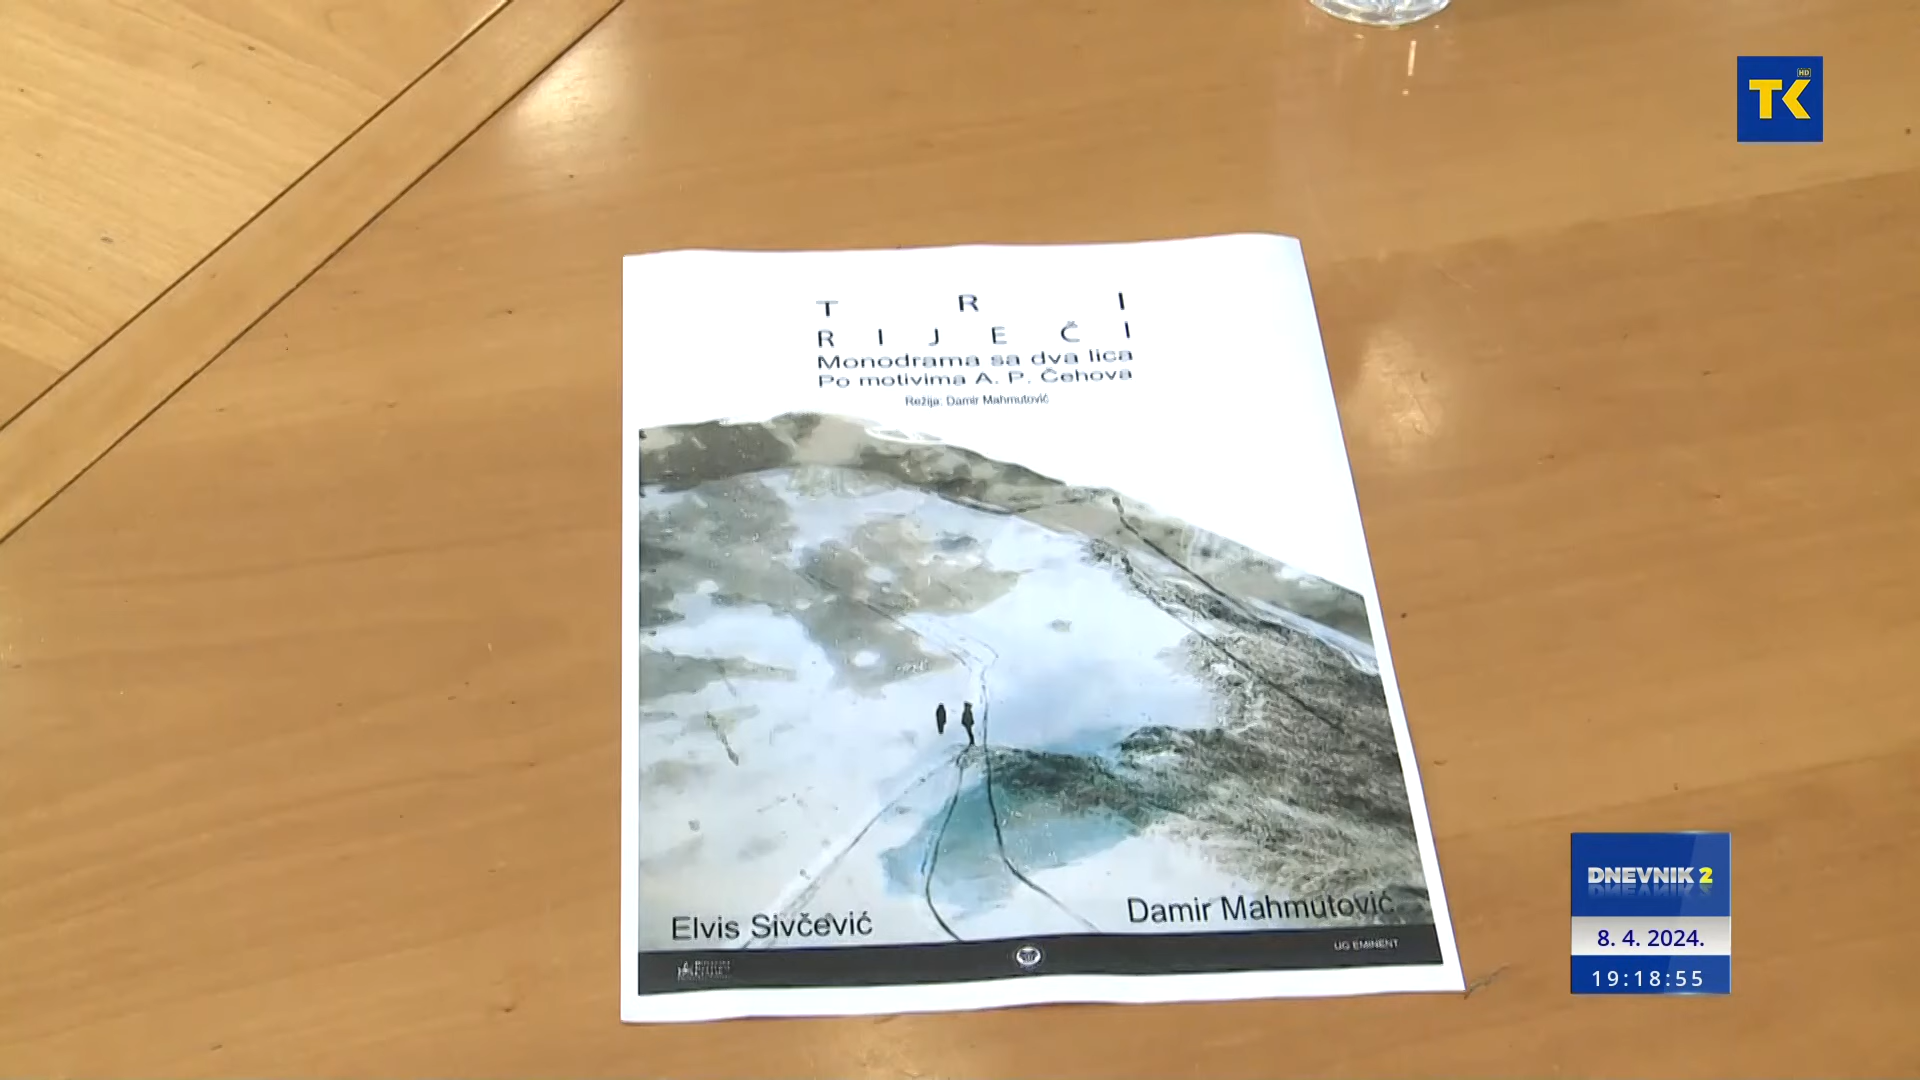 TK HD
T R I
R I J E Č I
Monodrama sa dva lica
Po motivima A. P. Čehova
Režija: Damir Mahmutović
Elvis Sivčević
Damir Mahmutović
UG EMINENT
DNEVNIK 2
8. 4. 2024.
19:18:55